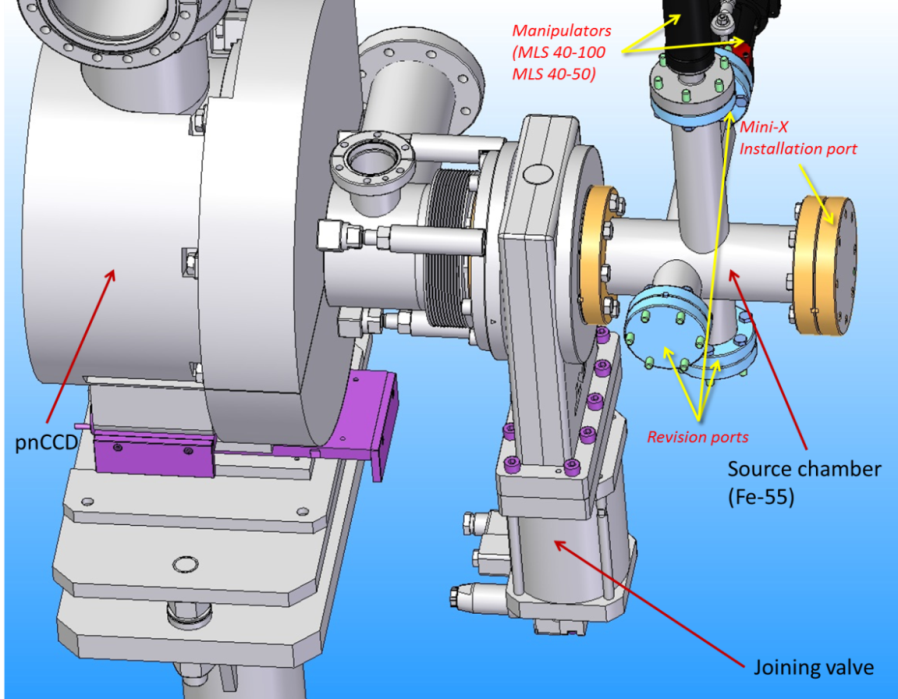 Manipulators
(MLS 40-100
MLS 40-50)
Mini-X
Installation port
pnCCD
Revision ports
Source chamber
(Fe-55)
Joining valve